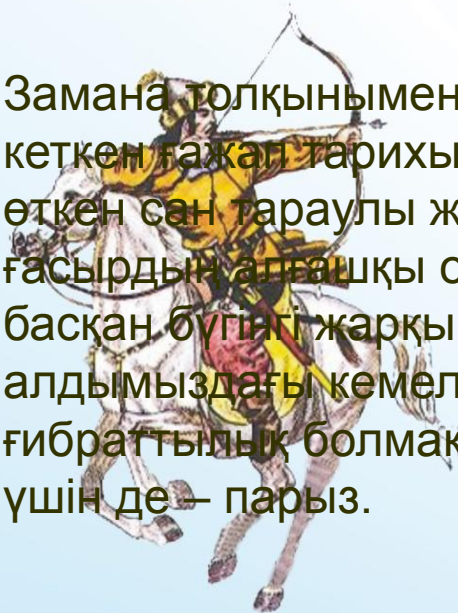 Замана толқынымен
кеткен ғажап тарихы
өткен сан тараулы ж
ғасырдың алғашқы о
басқан бүгінгі жарқы
алдымыздағы кемел
ғибраттылық болмақ
үшін де – парыз.